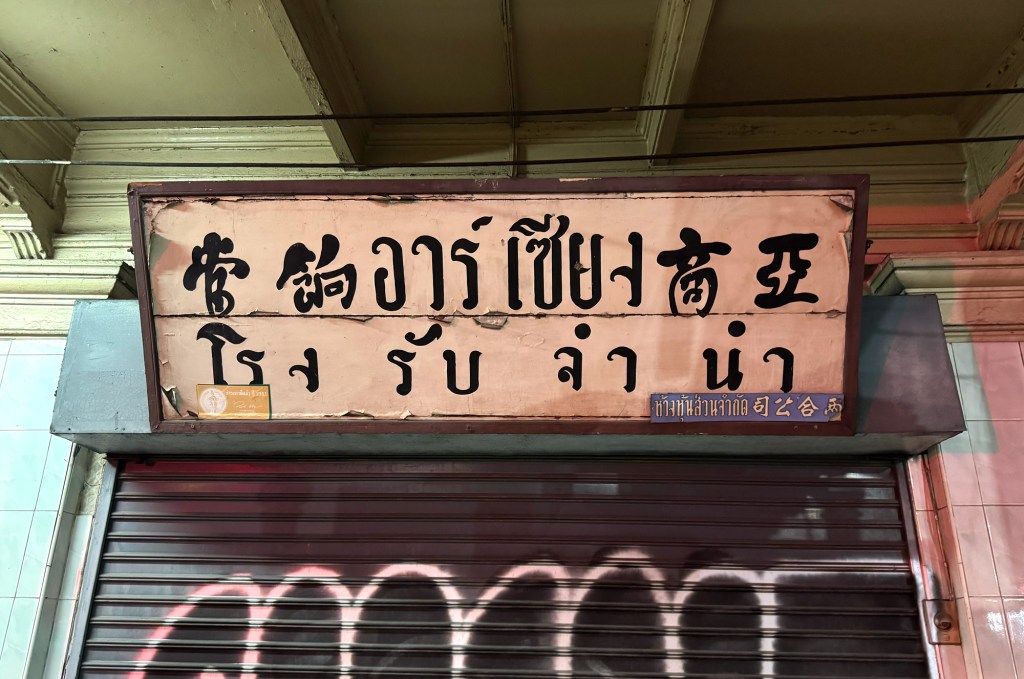 當餉 อาร์เซียง 商亞
โรงรับจำนำ
ห้างหุ้นส่วนจำกัด 司公合兩